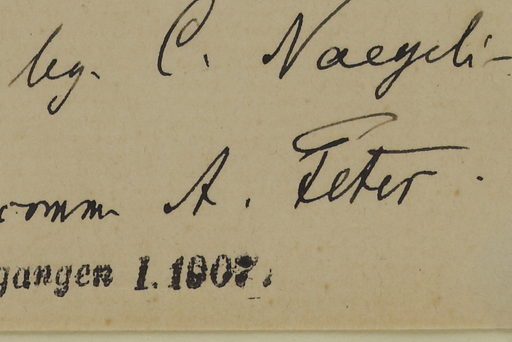 leg. C. Naegeli-
comm. A. Peter.
gangen 1.1907.